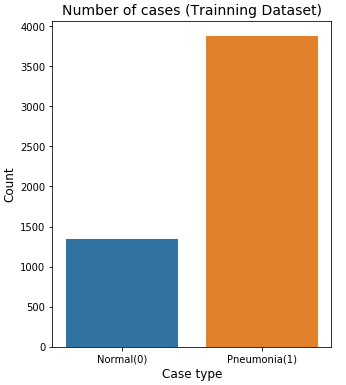 Number of cases (Trainning Dataset)
4000
3500
3000
2500
2000
1500
1000
500
0
Count
Normal(0) Pneumonia(1)
Case type